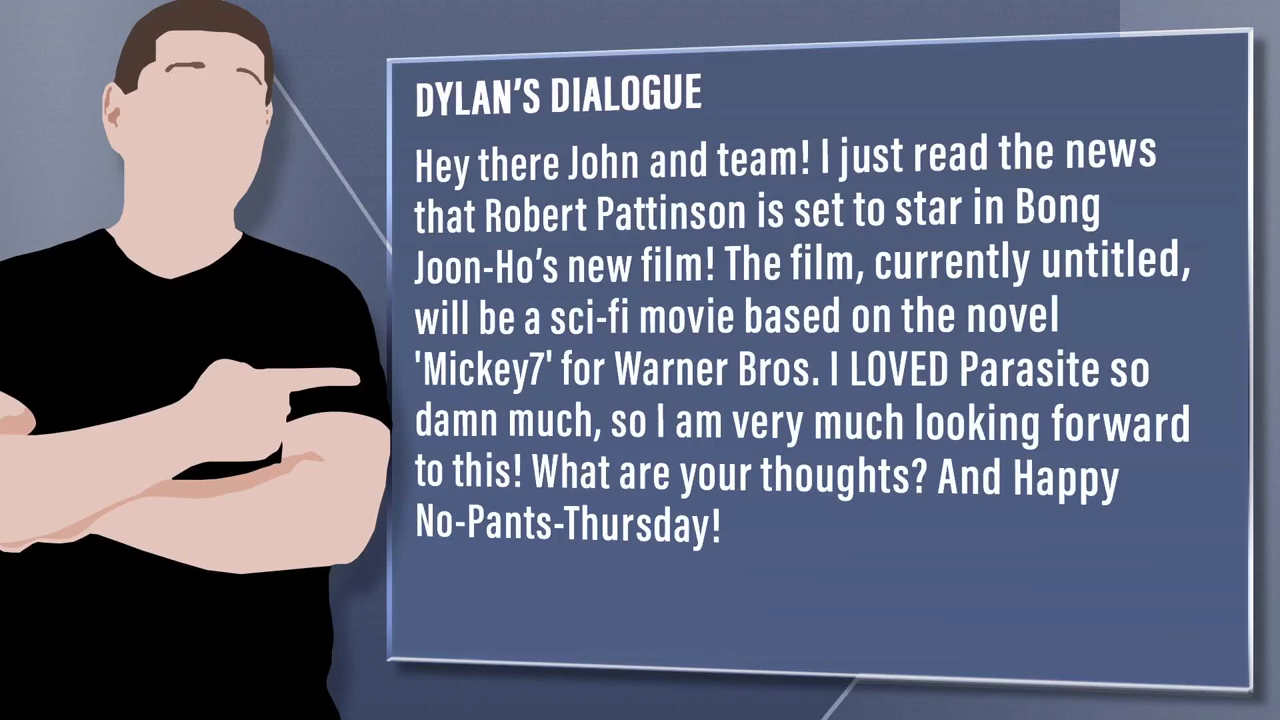 DYLAN'S DIALOGUE
Hey there John and team! I just read the news
that Robert Pattinson is set to star in Bong
Joon-Ho's new film! The film, currently untitled,
will be a sci-fi movie based on the novel
'Mickey7' for Warner Bros. I LOVED Parasite so
damn much, so I am very much looking forward
to this! What are your thoughts? And Happy
No-Pants-Thursday!